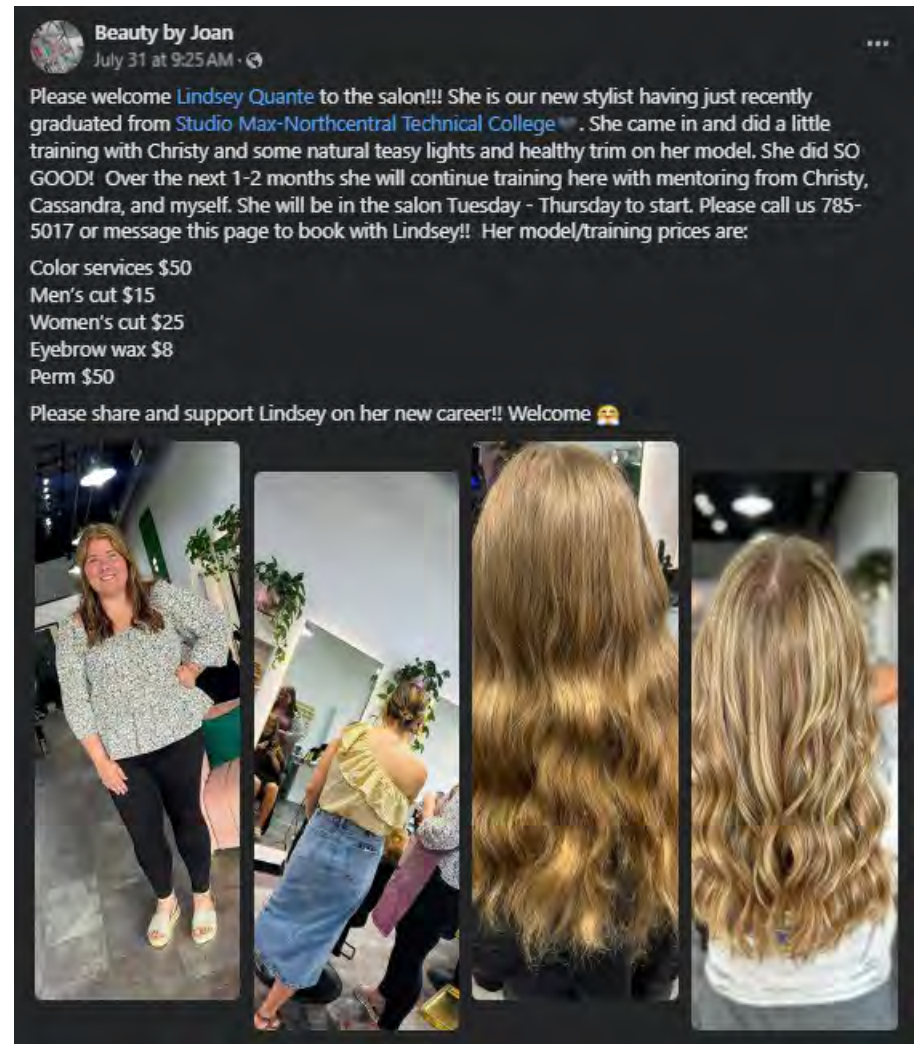 Beauty by Joan
July 31 at 9:25 AM ·
Please welcome Lindsey Quante to the salon!!! She is our new stylist having just recently
graduated from Studio Max-Northcentral Technical College🖤. She came in and did a little
training with Christy and some natural teasy lights and healthy trim on her model. She did SO
GOOD!  Over the next 1-2 months she will continue training here with mentoring from Christy,
Cassandra, and myself. She will be in the salon Tuesday - Thursday to start. Please call us 785-
5017 or message this page to book with Lindsey!!  Her model/training prices are:
Color services $50
Men's cut $15
Women's cut $25
Eyebrow wax $8
Perm $50
Please share and support Lindsey on her new career!! Welcome 🤗